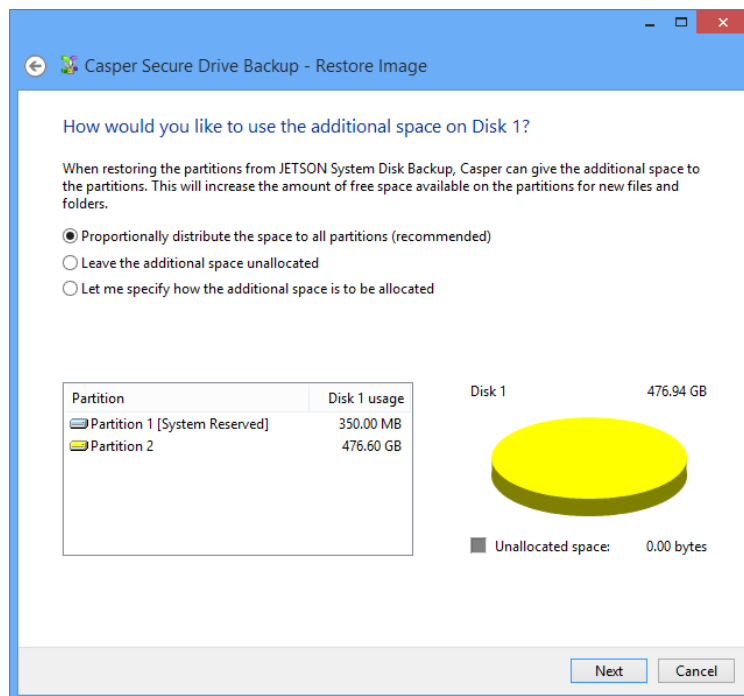 Casper Secure Drive Backup - Restore Image
How would you like to use the additional space on Disk 1?
When restoring the partitions from JETSON System Disk Backup, Casper can give the additional space to
the partitions. This will increase the amount of free space available on the partitions for new files and
folders.
Proportionally distribute the space to all partitions (recommended)
Leave the additional space unallocated
Let me specify how the additional space is to be allocated
Partition Disk 1 usage
Partition 1 [System Reserved] 350.00 MB
Partition 2 476.60 GB
Disk 1 476.94 GB
Unallocated space: 0.00 bytes
Next Cancel